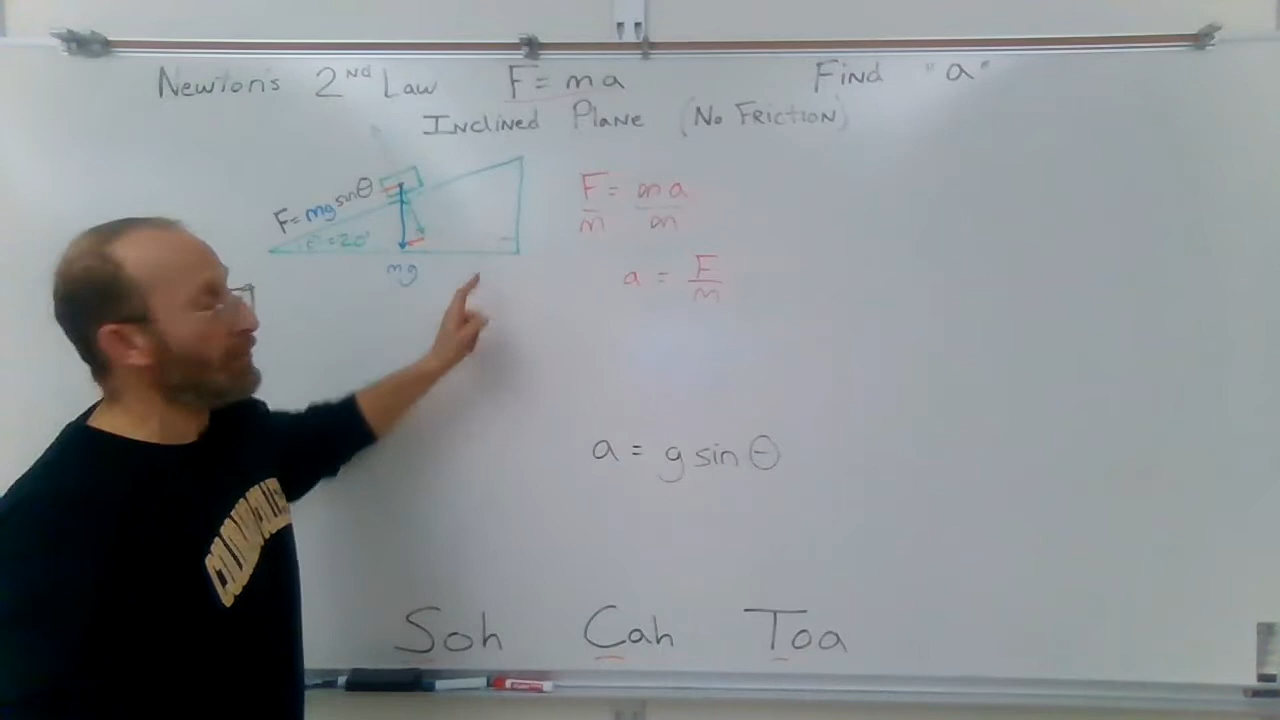 Newton's 2nd Law F = ma Find "a"
Inclined Plane (No Friction)
F = mg sinθ
= 20°
mg
F/m = ma/m
a = F/m
a = g sin θ
Soh Cah Toa